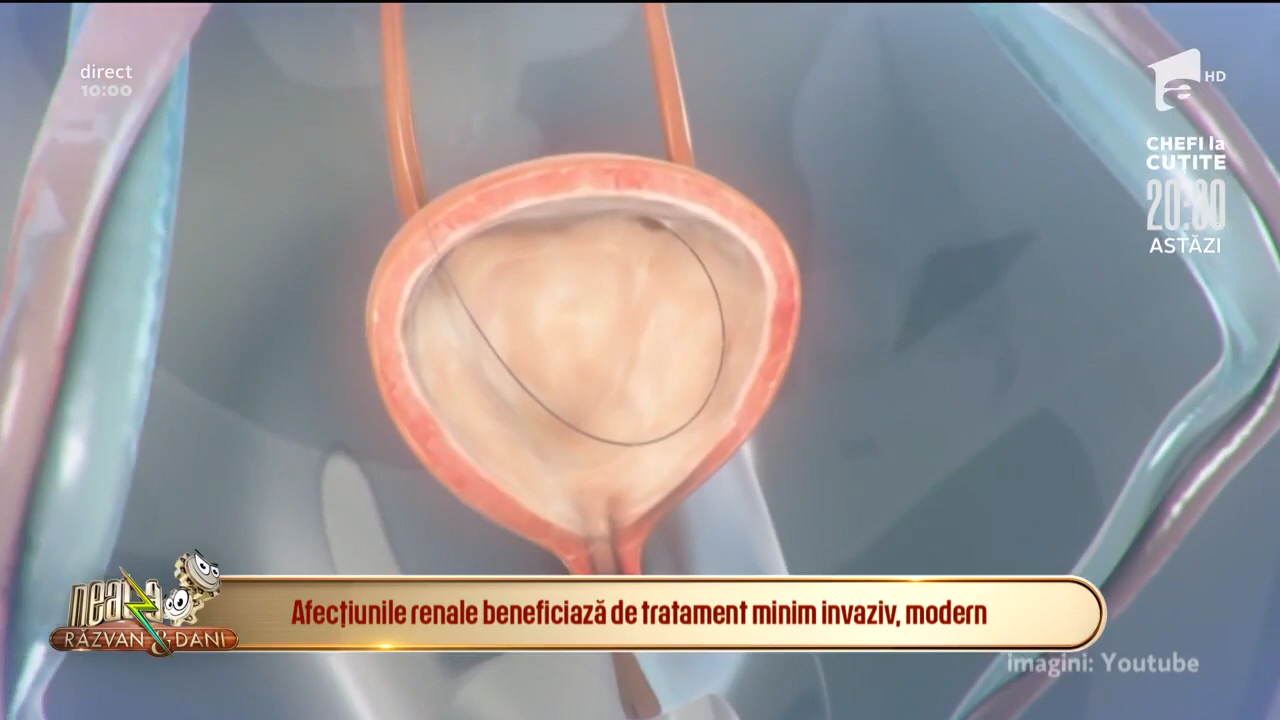 direct
10:00
HD
CHEFI la
CUȚITE
20:30
ASTĂZI
neatza
RĂZVAN & DANI
Afecțiunile renale beneficiază de tratament minim invaziv, modern
imagini: Youtube